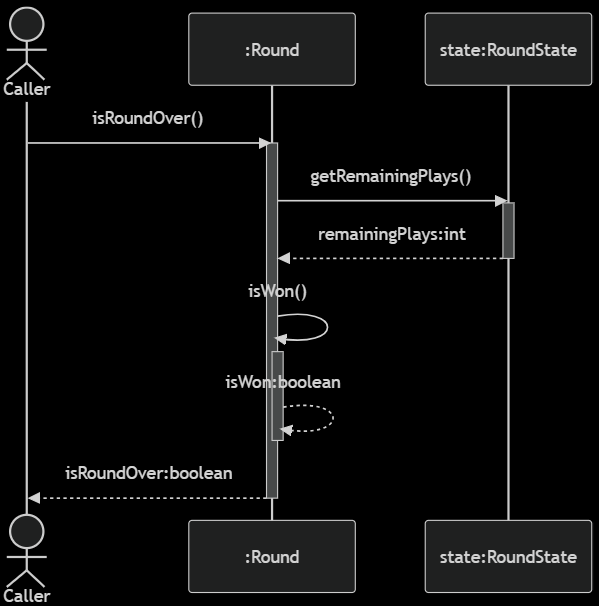 :Round
state:RoundState
Caller
isRoundOver()
getRemainingPlays()
remainingPlays:int
isWon()
isWon:boolean
isRoundOver:boolean
:Round
state:RoundState
Caller